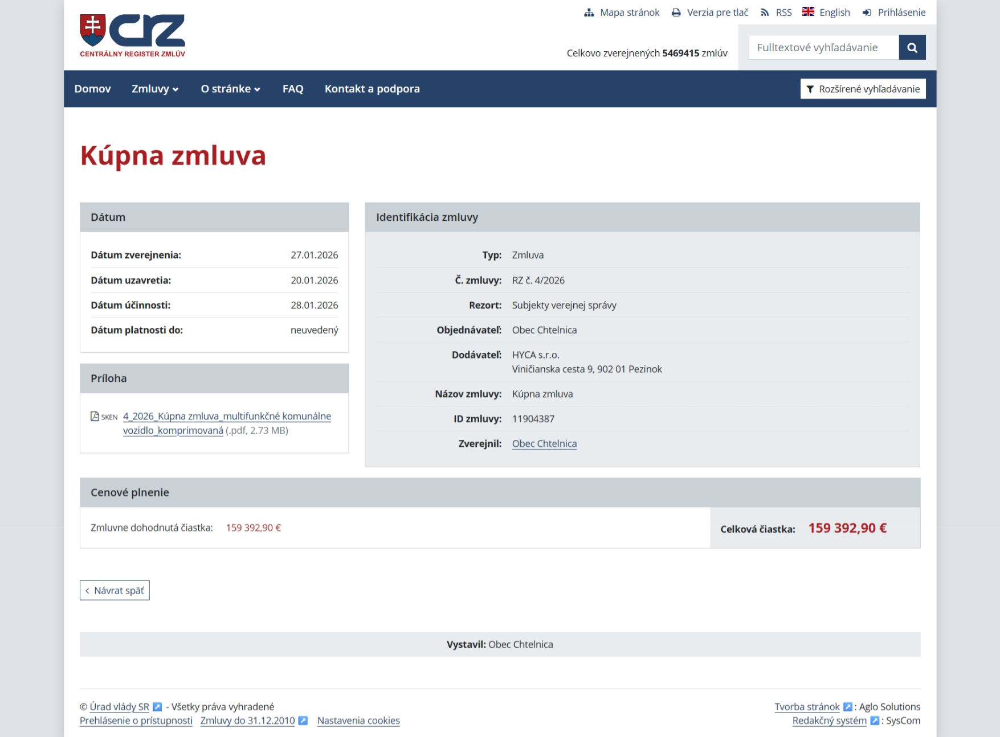 Mapa stránok Verzia pre tlač RSS English Prihlásenie
crz
CENTRÁLNY REGISTER ZMLÚV
Celkovo zverejnených 5469415 zmlúv
Fulltextové vyhľadávanie
Domov Zmluvy O stránke FAQ Kontakt a podpora
Rozšírené vyhľadávanie
Kúpna zmluva
Dátum
Dátum zverejnenia: 27.01.2026
Dátum uzavretia: 20.01.2026
Dátum účinnosti: 28.01.2026
Dátum platnosti do: neuvedený
Príloha
SKEN 4_2026_Kúpna zmluva_multifunkčné komunálne
vozidlo_komprimovaná (.pdf, 2.73 MB)
Identifikácia zmluvy
Typ: Zmluva
Č. zmluvy: RZ č. 4/2026
Rezort: Subjekty verejnej správy
Objednávateľ: Obec Chtelnica
Dodávateľ: HYCA s.r.o.
Viničianska cesta 9, 902 01 Pezinok
Názov zmluvy: Kúpna zmluva
ID zmluvy: 11904387
Zverejnil: Obec Chtelnica
Cenové plnenie
Zmluvne dohodnutá čiastka: 159 392,90 €
Celková čiastka: 159 392,90 €
Návrat späť
Vystavil: Obec Chtelnica
© Úrad vlády SR - Všetky práva vyhradené
Prehlásenie o prístupnosti Zmluvy do 31.12.2010 Nastavenia cookies
Tvorba stránok : Aglo Solutions
Redakčný systém : SysCom